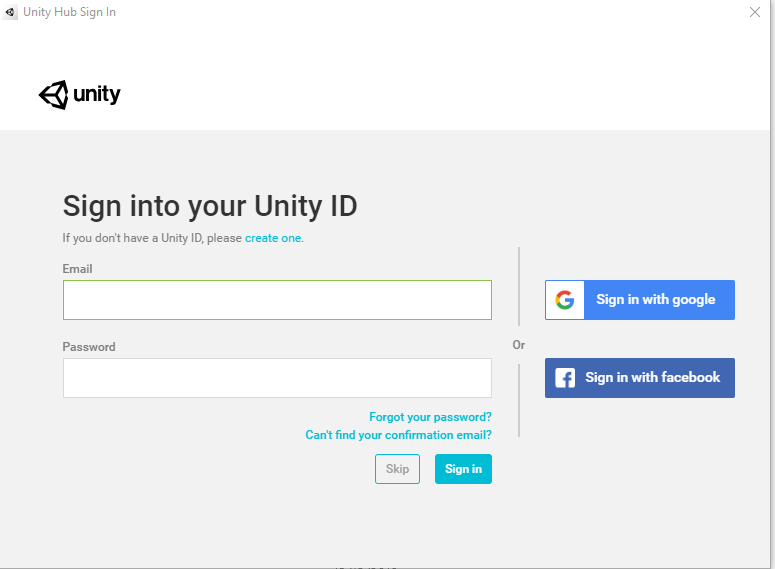 Unity Hub Sign In
unity
Sign into your Unity ID
If you don't have a Unity ID, please create one.
Email
Password
Forgot your password?
Can't find your confirmation email?
Skip
Sign in
Or
Sign in with google
Sign in with facebook